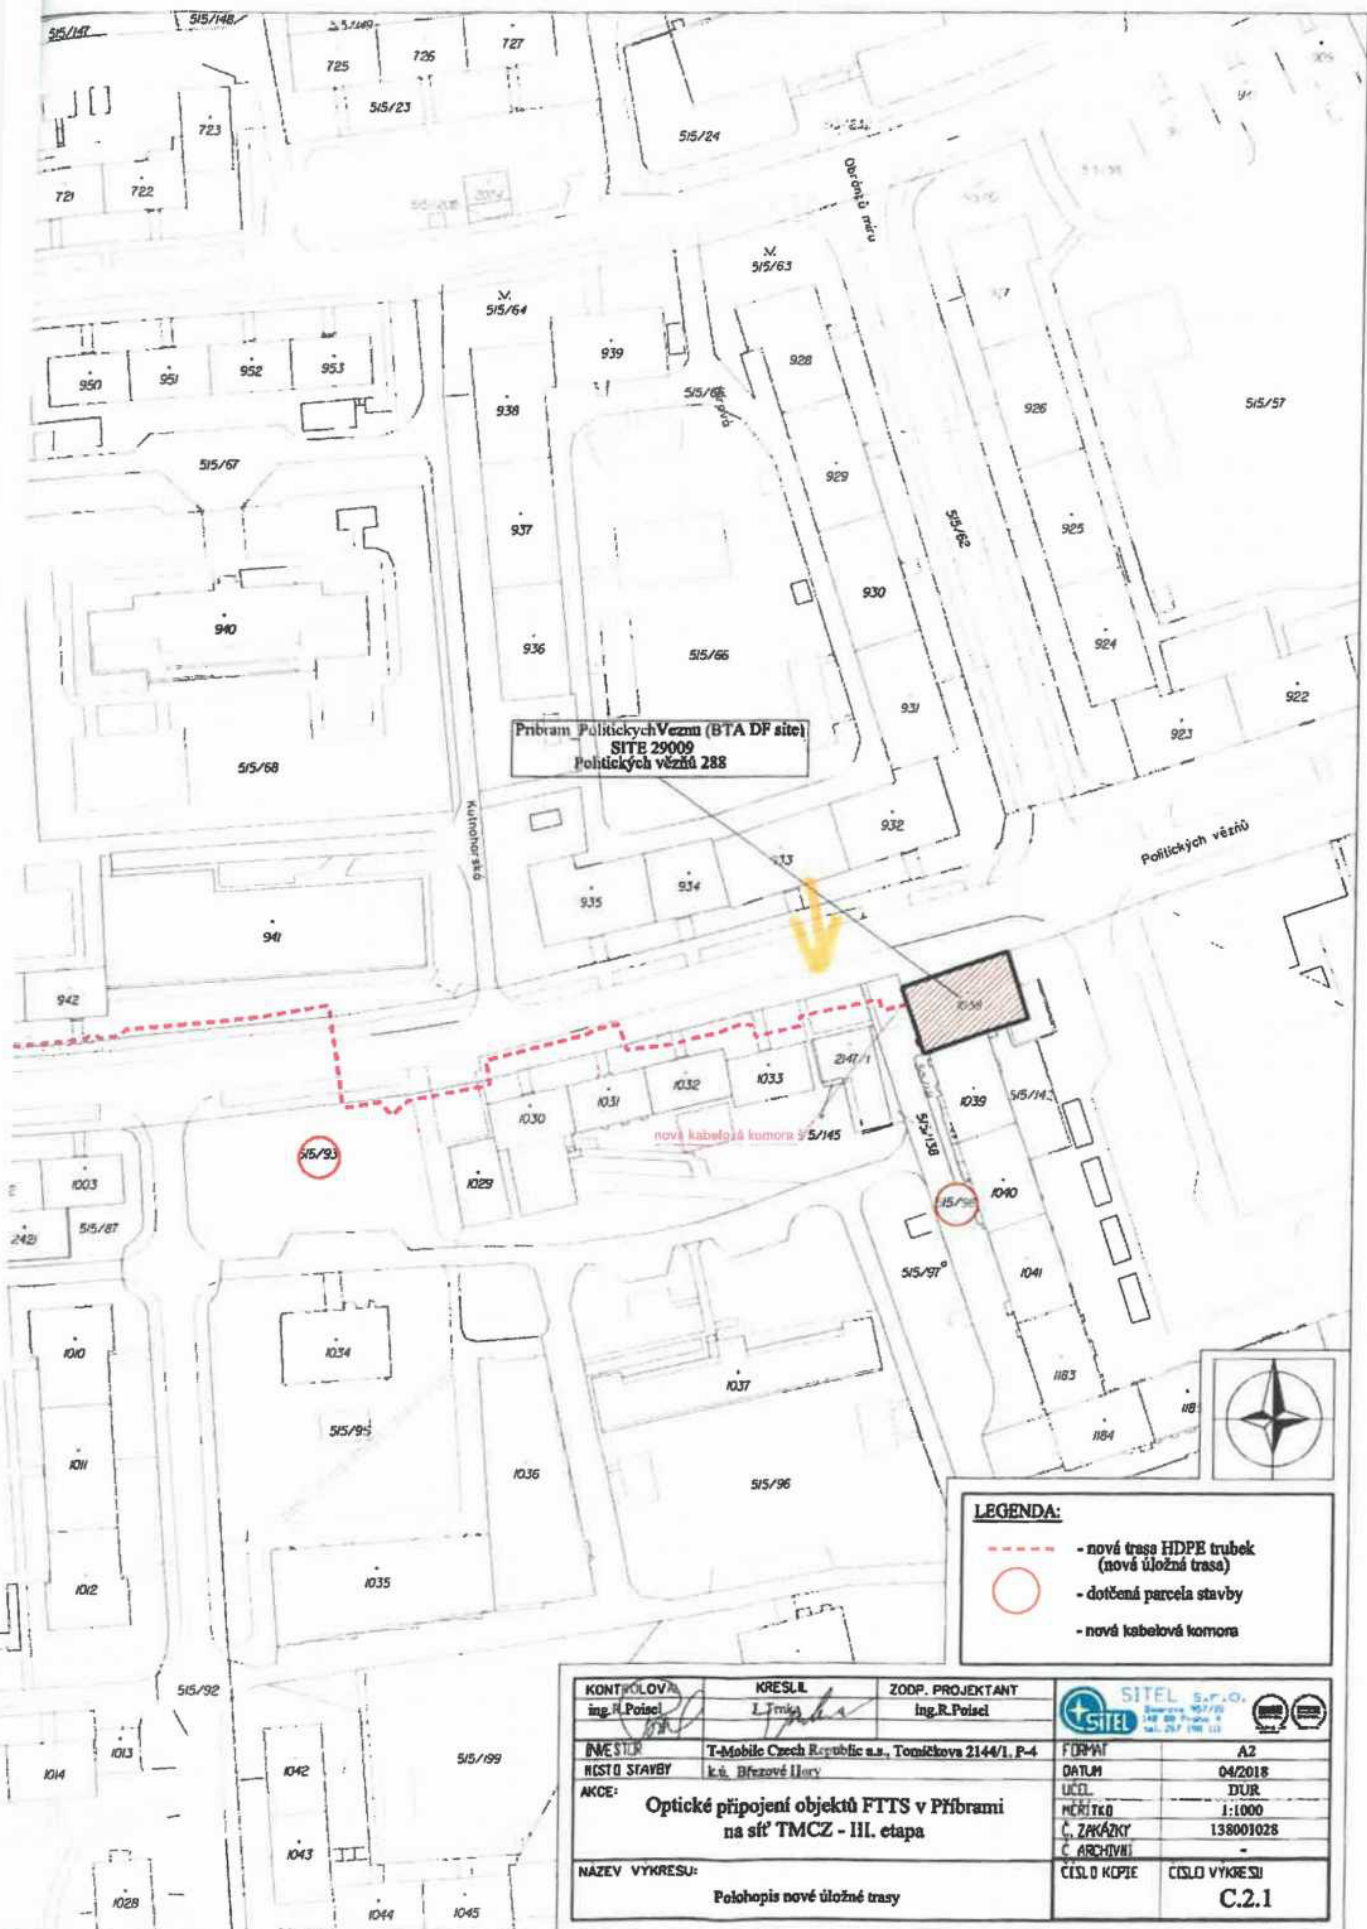 515/147
515/148
725
726
727
723
515/23
515/24
721
722
Obránců míru
515/63
515/64
939
928
950
951
952
953
938
926
515/57
515/67
929
937
925
515/62
940
930
936
515/66
924
931
922
923
Pribram_PolitickychVeznu (BTA DF site)
SITE 29009
Politických vězňů 288
515/68
Kutnohorská
932
Politických vězňů
934
935
941
942
1038
2147/1
1033
1032
1031
1030
1039
515/143
nová kabelová komora
5/145
515/138
515/93
1003
1029
1040
515/98
515/87
2421
515/97
1041
1010
1034
1037
1183
1184
515/95
1011
1036
515/96
1035
1012
LEGENDA:
- nová trasa HDPE trubek
(nová úložná trasa)
- dotčená parcela stavby
- nová kabelová komora
515/92
1013
1014
1042
515/199
1043
1028
1044
1045
KONTROLOVAL
KRESLIL
ZODP. PROJEKTANT
ing.R.Poisel
ing.R.Poisel
SITEL s.r.o.
SITEL
INVESTOR
T-Mobile Czech Republic a.s., Tomíčkova 2144/1, P-4
MÍSTO STAVBY
k.ú. Březové Hory
AKCE:
Optické připojení objektů FTTS v Příbrami
na síť TMCZ - III. etapa
FORMÁT
A2
DATUM
04/2018
ÚČEL
DUR
MĚŘÍTKO
1:1000
Č. ZAKÁZKY
138001028
Č ARCHIVNÍ
-
NÁZEV VÝKRESU:
Polohopis nové úložné trasy
ČÍSLO KOPIE
ČÍSLO VÝKRESU
C.2.1